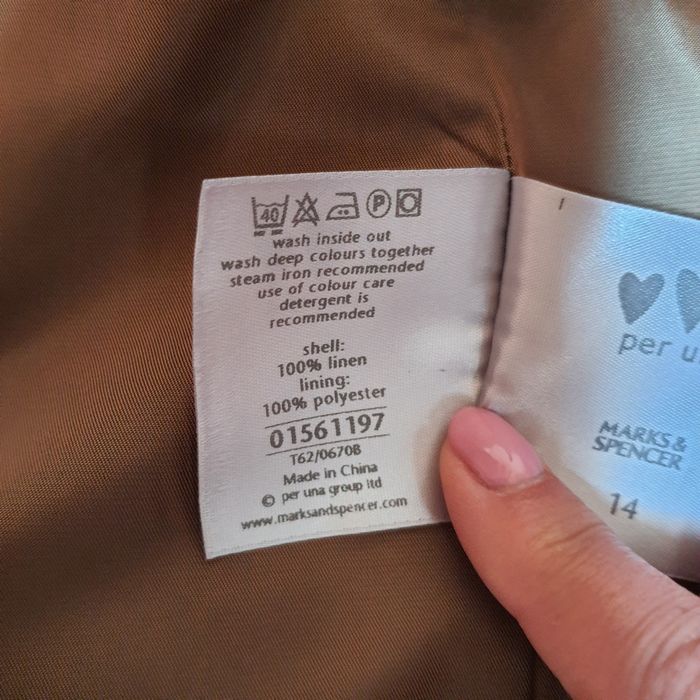 40 P
wash inside out
wash deep colours together
steam iron recommended
use of colour care
detergent is
recommended
shell:
100% linen
lining:
100% polyester
01561197
T62/0670B
Made in China
© per una group ltd
www.marksandspencer.com
per u
MARKS &
SPENCER
14